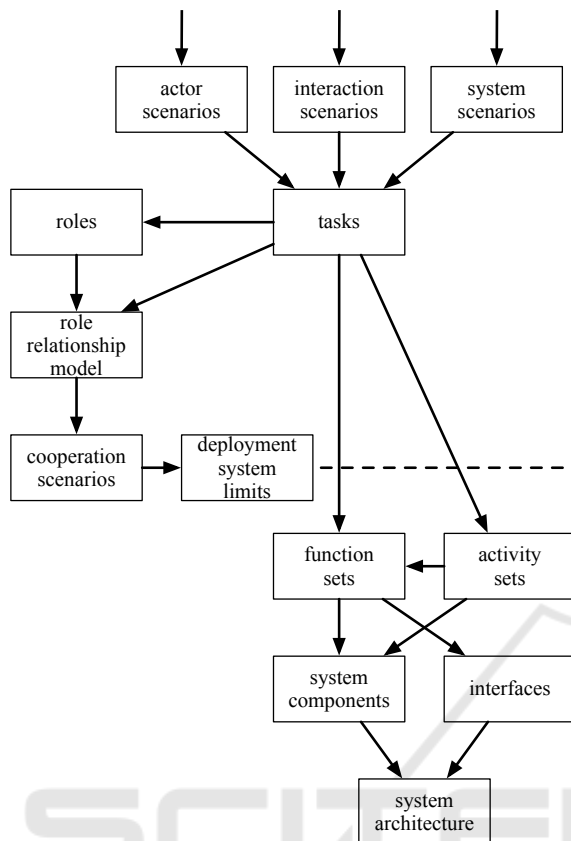 actor
scenarios
interaction
scenarios
system
scenarios
roles
tasks
role
relationship
model
cooperation
scenarios
deployment
system
limits
function
sets
activity
sets
system
components
interfaces
system
architecture